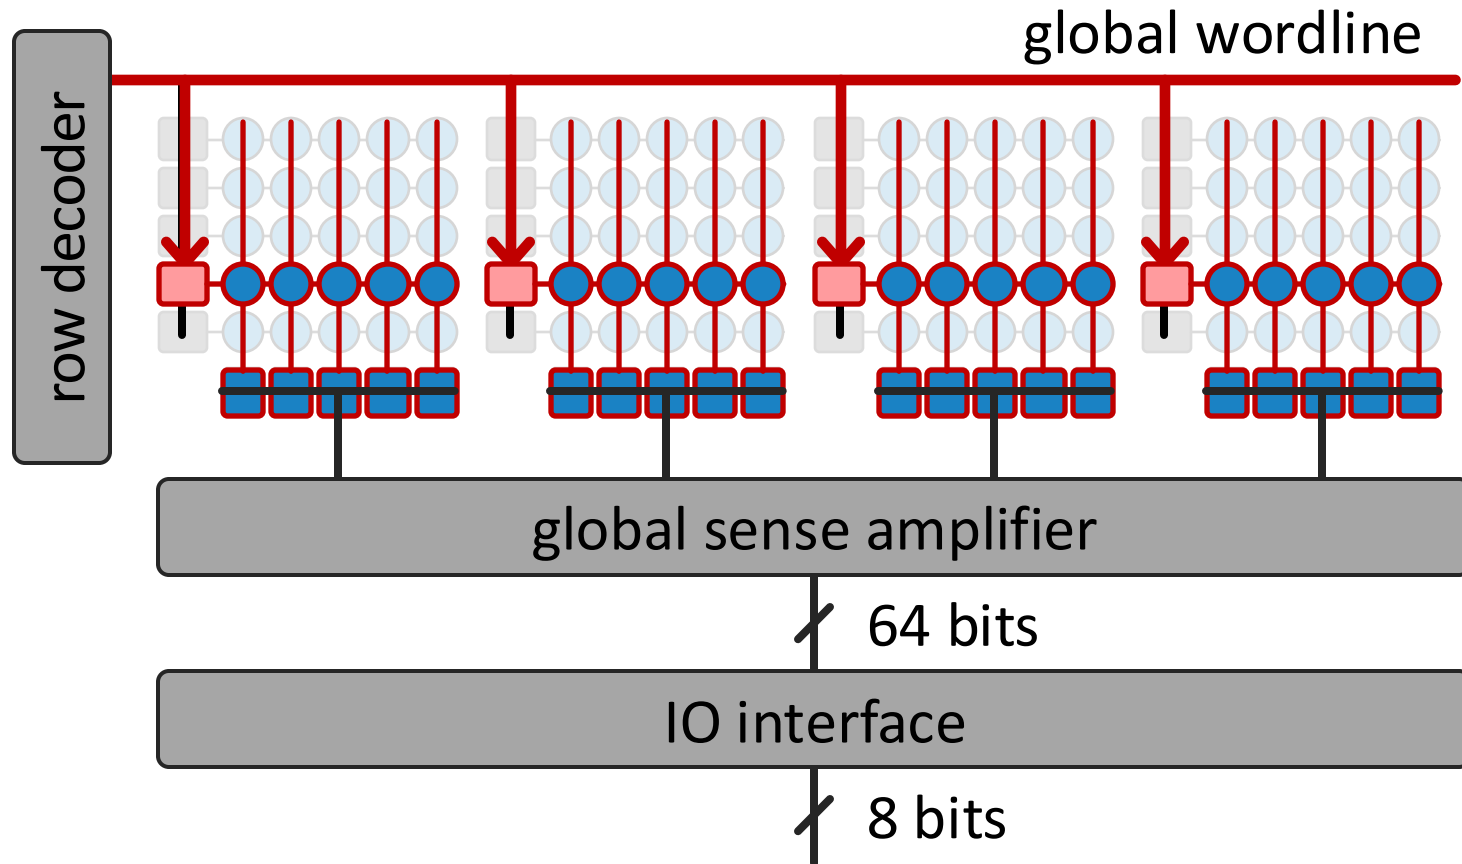 global wordline
row decoder
global sense amplifier
64 bits
IO interface
8 bits